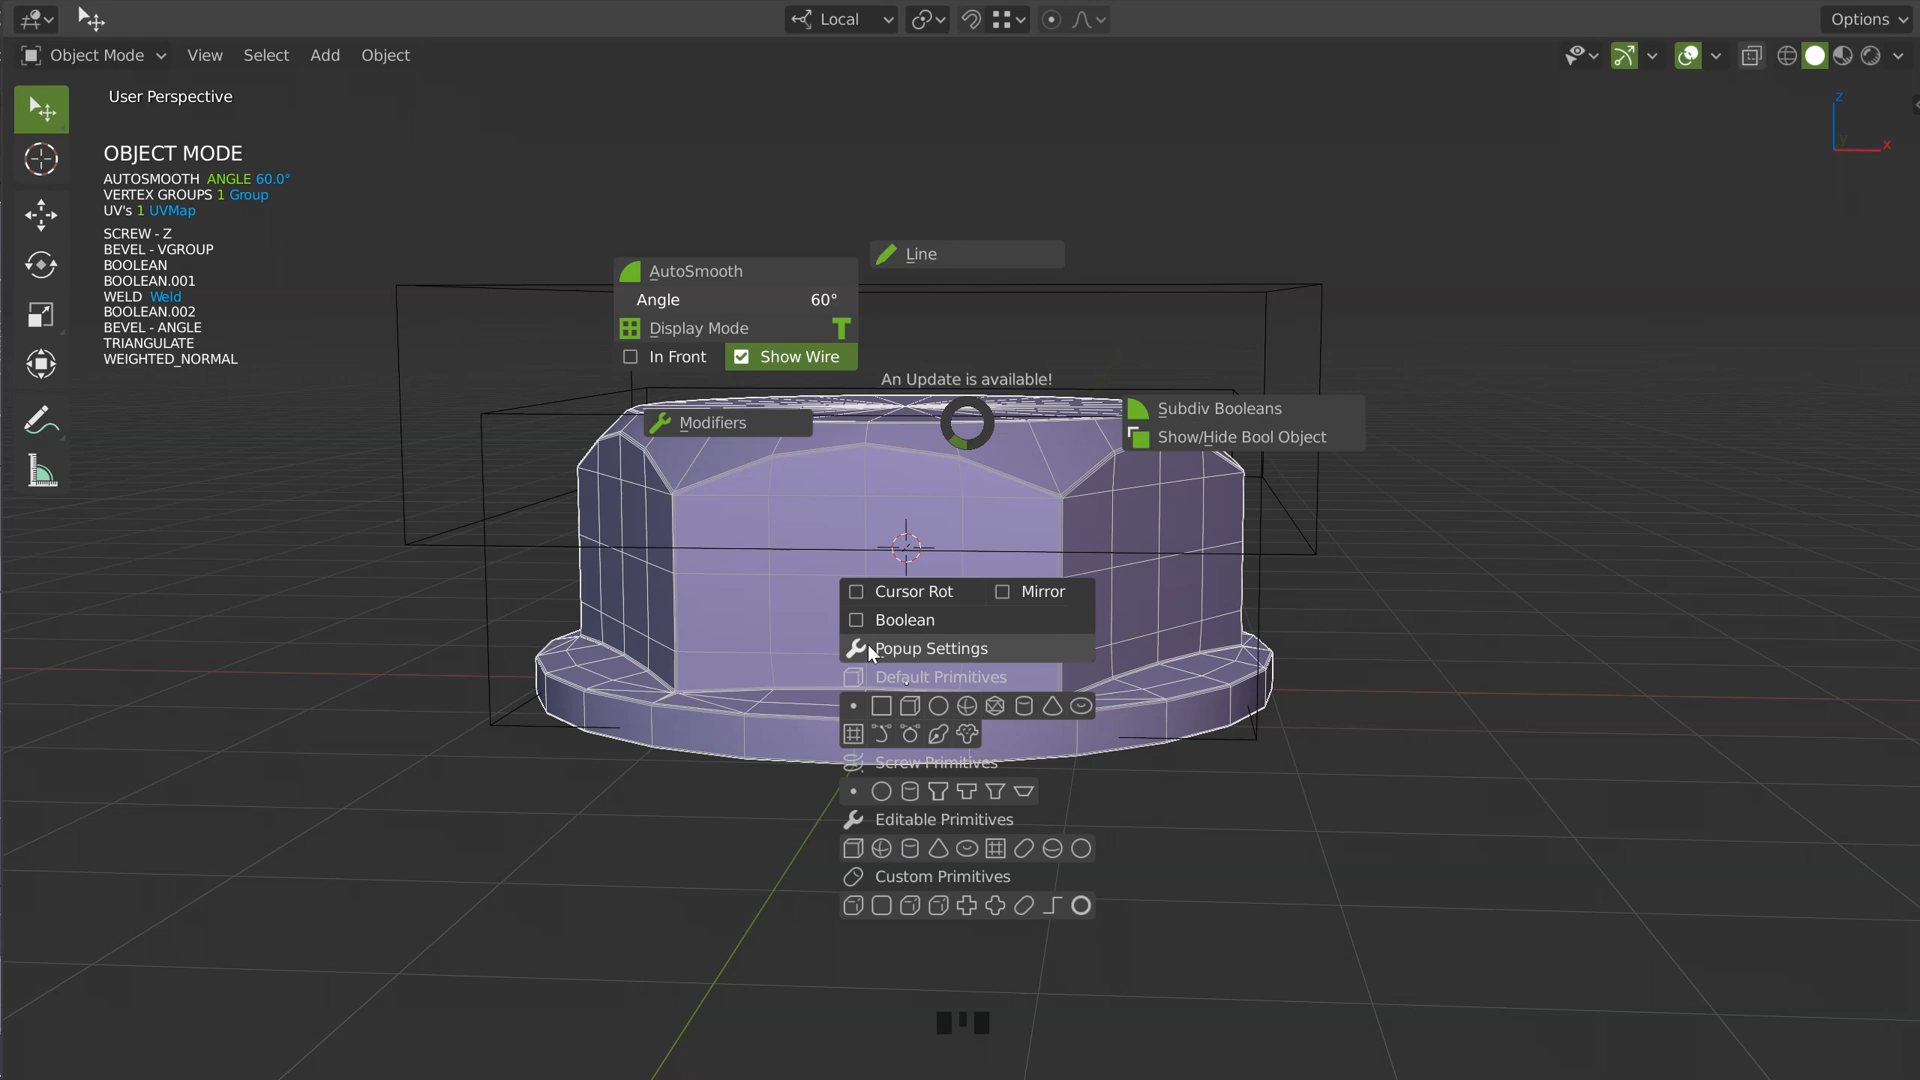 Local
Options
Object Mode View Select Add Object
User Perspective
Z
Y
X
OBJECT MODE
AUTOSMOOTH ANGLE 60.0°
VERTEX GROUPS 1 Group
UV's 1 UVMap
SCREW - Z
BEVEL - VGROUP
BOOLEAN
BOOLEAN.001
WELD Weld
BOOLEAN.002
BEVEL - ANGLE
TRIANGULATE
WEIGHTED_NORMAL
Line
AutoSmooth
Angle 60°
Display Mode
In Front Show Wire
An Update is available!
Modifiers
Subdiv Booleans
Show/Hide Bool Object
Cursor Rot Mirror
Boolean
Popup Settings
Default Primitives
Screw Primitives
Editable Primitives
Custom Primitives